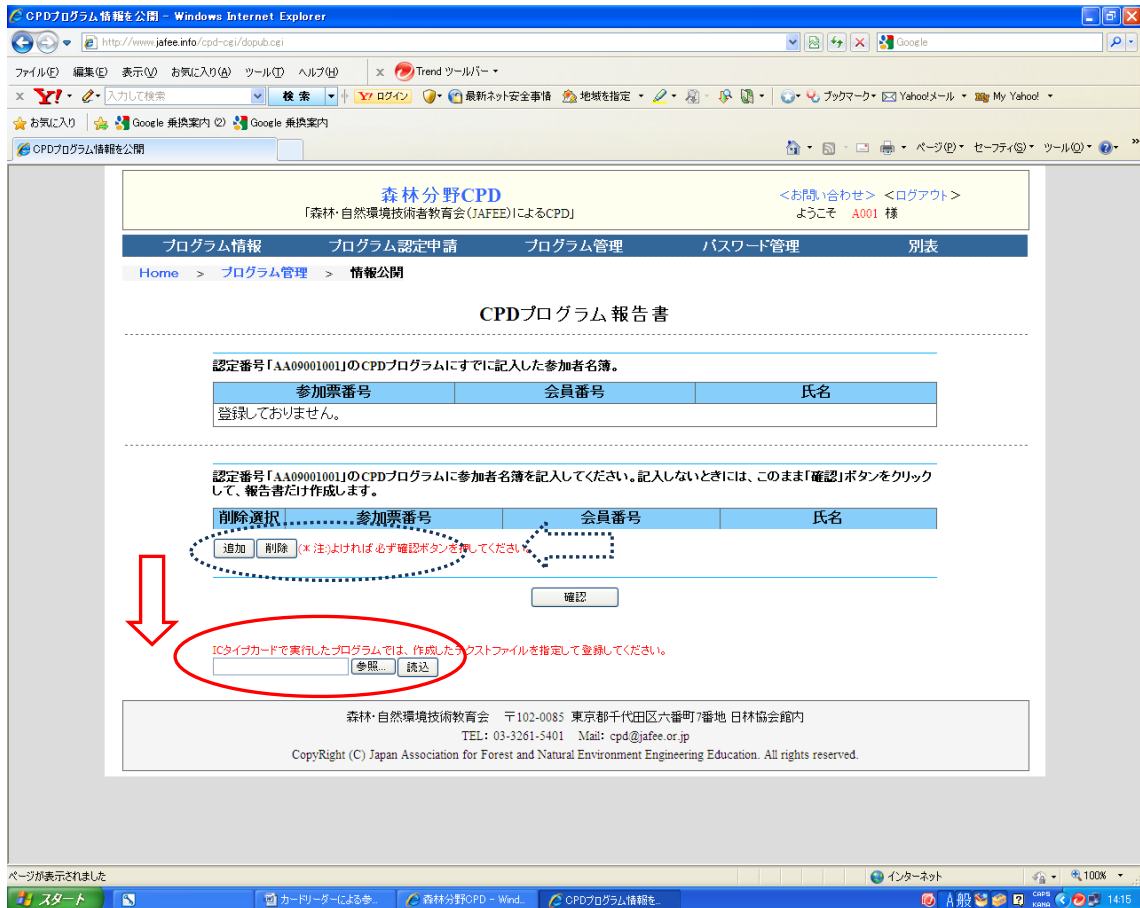 CPDプログラム情報を公開 - Windows Internet Explorer
http://www.jafee.info/cpd-cgi/dopub.cgi
Google
ファイル(F) 編集(E) 表示(V) お気に入り(A) ツール(T) ヘルプ(H) x Trend ツールバー
x Y! 入力して検索 検索 Y! ログイン 最新ネット安全事情 地域を指定 ブックマーク Yahoo!メール My Yahoo!
お気に入り Google 乗換案内 (2) Google 乗換案内
CPDプログラム情報を公開 ページ(P) セーフティ(S) ツール(O) »
森林分野CPD
「森林・自然環境技術者教育会(JAFEE)によるCPD」
<お問い合わせ> <ログアウト>
ようこそ A001 様
プログラム情報 プログラム認定申請 プログラム管理 パスワード管理 別表
Home > プログラム管理 > 情報公開
CPDプログラム報告書
認定番号「AA09001001」のCPDプログラムにすでに記入した参加者名簿。
参加票番号 会員番号 氏名
登録しておりません。
認定番号「AA09001001」のCPDプログラムに参加者名簿を記入してください。記入しないときには、このまま「確認」ボタンをクリック
して、報告書だけ作成します。
削除選択 参加票番号 会員番号 氏名
追加 削除 (*注:)よければ必ず確認ボタンを押してください。
確認
ICタイプカードで実行したプログラムでは、作成したテクストファイルを指定して登録してください。
参照... 読込
森林・自然環境技術教育会 〒102-0085 東京都千代田区六番町7番地 日林協会館内
TEL: 03-3261-5401 Mail: cpd@jafee.or.jp
CopyRight (C) Japan Association for Forest and Natural Environment Engineering Education. All rights reserved.
ページが表示されました インターネット 100%
スタート カードリーダーによる参... 森林分野CPD - Wind... CPDプログラム情報を... A 般 CAPS KANA 14:15